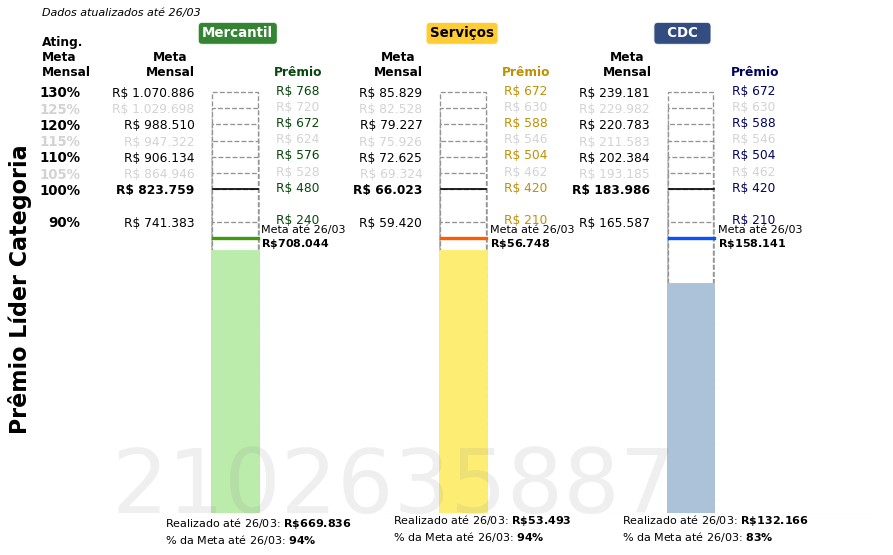 Dados atualizados até 26/03
Mercantil Serviços CDC
Ating. Meta Mensal Meta Mensal Prêmio Meta Mensal Prêmio Meta Mensal Prêmio
130% R$ 1.070.886 R$ 768 R$ 85.829 R$ 672 R$ 239.181 R$ 672
125% R$ 1.029.698 R$ 720 R$ 82.528 R$ 630 R$ 229.982 R$ 630
120% R$ 988.510 R$ 672 R$ 79.227 R$ 588 R$ 220.783 R$ 588
115% R$ 947.322 R$ 624 R$ 75.926 R$ 546 R$ 211.583 R$ 546
110% R$ 906.134 R$ 576 R$ 72.625 R$ 504 R$ 202.384 R$ 504
105% R$ 864.946 R$ 528 R$ 69.324 R$ 462 R$ 193.185 R$ 462
100% R$ 823.759 R$ 480 R$ 66.023 R$ 420 R$ 183.986 R$ 420
90% R$ 741.383 R$ 240 R$ 59.420 R$ 210 R$ 165.587 R$ 210
Meta até 26/03 Meta até 26/03 Meta até 26/03
R$708.044 R$56.748 R$158.141
Prêmio Líder Categoria
2102635887
Realizado até 26/03: R$669.836 Realizado até 26/03: R$53.493 Realizado até 26/03: R$132.166
% da Meta até 26/03: 94% % da Meta até 26/03: 94% % da Meta até 26/03: 83%